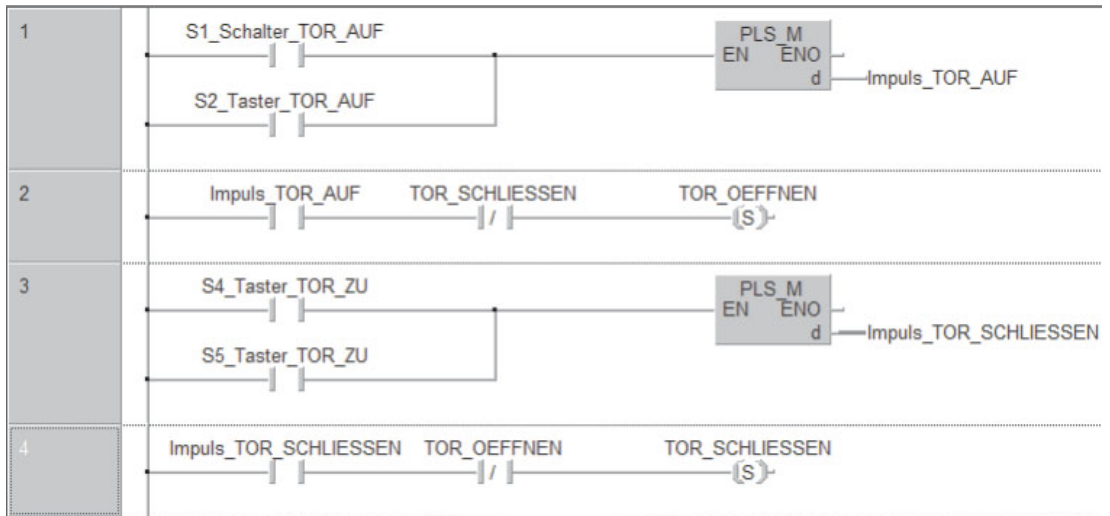 1
S1_Schalter_TOR_AUF
PLS_M
EN ENO
d Impuls_TOR_AUF
S2_Taster_TOR_AUF
2
Impuls_TOR_AUF TOR_SCHLIESSEN TOR_OEFFNEN
/ S
3
S4_Taster_TOR_ZU
PLS_M
EN ENO
d Impuls_TOR_SCHLIESSEN
S5_Taster_TOR_ZU
4
Impuls_TOR_SCHLIESSEN TOR_OEFFNEN TOR_SCHLIESSEN
/ S